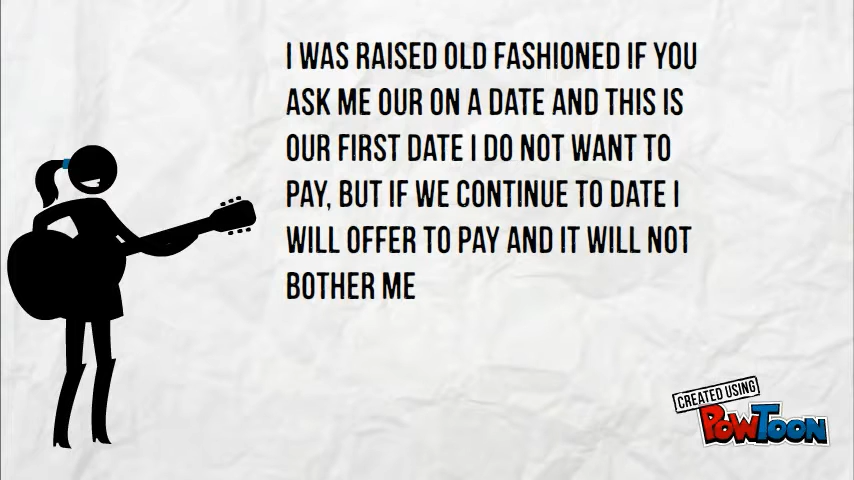 I WAS RAISED OLD FASHIONED IF YOU
ASK ME OUR ON A DATE AND THIS IS
OUR FIRST DATE I DO NOT WANT TO
PAY, BUT IF WE CONTINUE TO DATE I
WILL OFFER TO PAY AND IT WILL NOT
BOTHER ME
CREATED USING
POWTOON